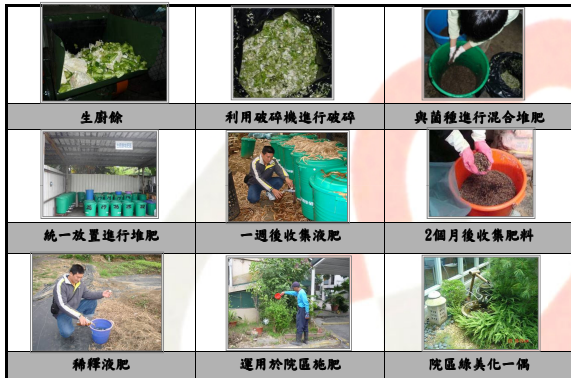 生廚餘
利用破碎機進行破碎
與菌種進行混合堆肥
統一放置進行堆肥
一週後收集液肥
2個月後收集肥料
稀釋液肥
運用於院區施肥
院區綠美化一偶